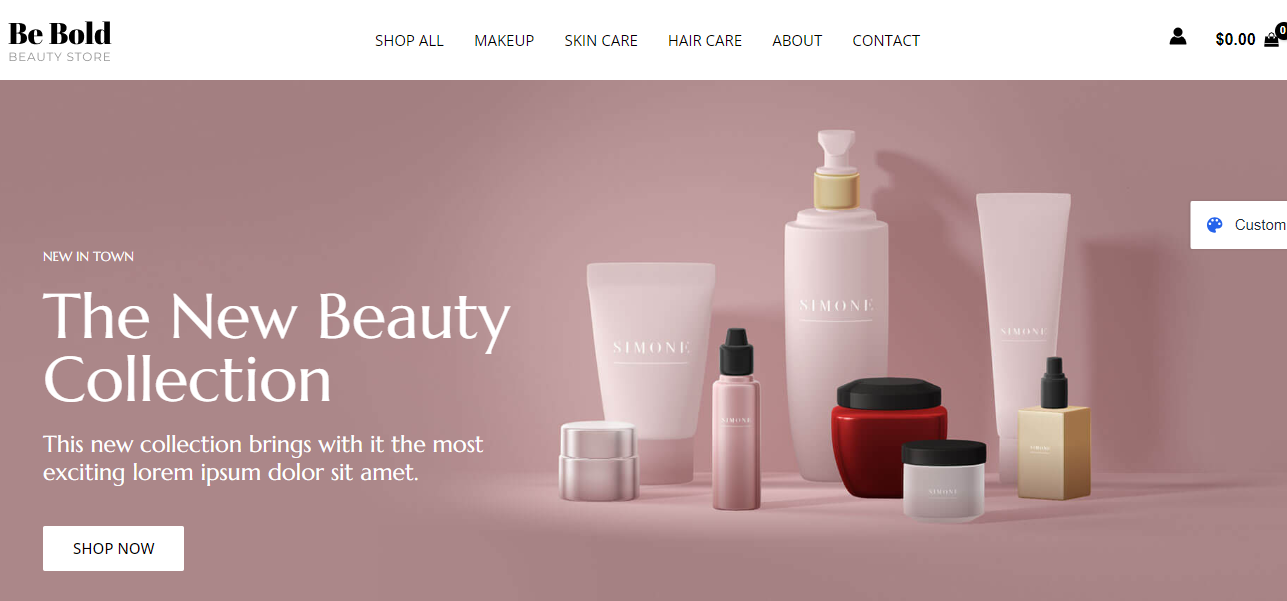 Be Bold
BEAUTY STORE
SHOP ALL
MAKEUP
SKIN CARE
HAIR CARE
ABOUT
CONTACT
$0.00
0
Custom
NEW IN TOWN
The New Beauty
Collection
This new collection brings with it the most
exciting lorem ipsum dolor sit amet.
SHOP NOW
SIMONE
SIMONE
SIMONE
SIMONE
SIMONE
SIMONE